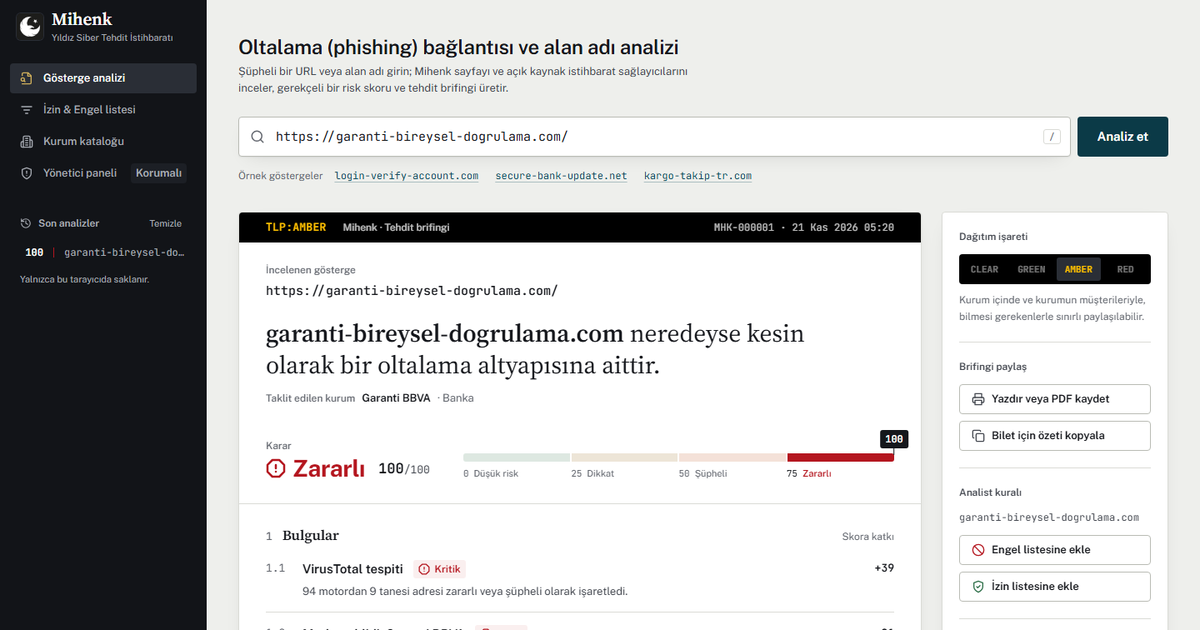 Mihenk
Yıldız Siber Tehdit İstihbaratı
Gösterge analizi
İzin & Engel listesi
Kurum kataloğu
Yönetici paneli Korumalı
Son analizler Temizle
100 garanti-bireysel-do…
Yalnızca bu tarayıcıda saklanır.
Oltalama (phishing) bağlantısı ve alan adı analizi
Şüpheli bir URL veya alan adı girin; Mihenk sayfayı ve açık kaynak istihbarat sağlayıcılarını
inceler, gerekçeli bir risk skoru ve tehdit brifingi üretir.
https://garanti-bireysel-dogrulama.com/ /
Analiz et
Örnek göstergeler login-verify-account.com secure-bank-update.net kargo-takip-tr.com
TLP:AMBER Mihenk · Tehdit brifingi MHK-000001 · 21 Kas 2026 05:20
İncelenen gösterge
https://garanti-bireysel-dogrulama.com/
garanti-bireysel-dogrulama.com neredeyse kesin
olarak bir oltalama altyapısına aittir.
Taklit edilen kurum Garanti BBVA · Banka
Karar
Zararlı 100/100
100
0 Düşük risk 25 Dikkat 50 Şüpheli 75 Zararlı
1 Bulgular Skora katkı
1.1 VirusTotal tespiti Kritik +39
94 motordan 9 tanesi adresi zararlı veya şüpheli olarak işaretledi.
Dağıtım işareti
CLEAR GREEN AMBER RED
Kurum içinde ve kurumun müşterileriyle,
bilmesi gerekenlerle sınırlı paylaşılabilir.
Brifingi paylaş
Yazdır veya PDF kaydet
Bilet için özeti kopyala
Analist kuralı
garanti-bireysel-dogrulama.com
Engel listesine ekle
İzin listesine ekle